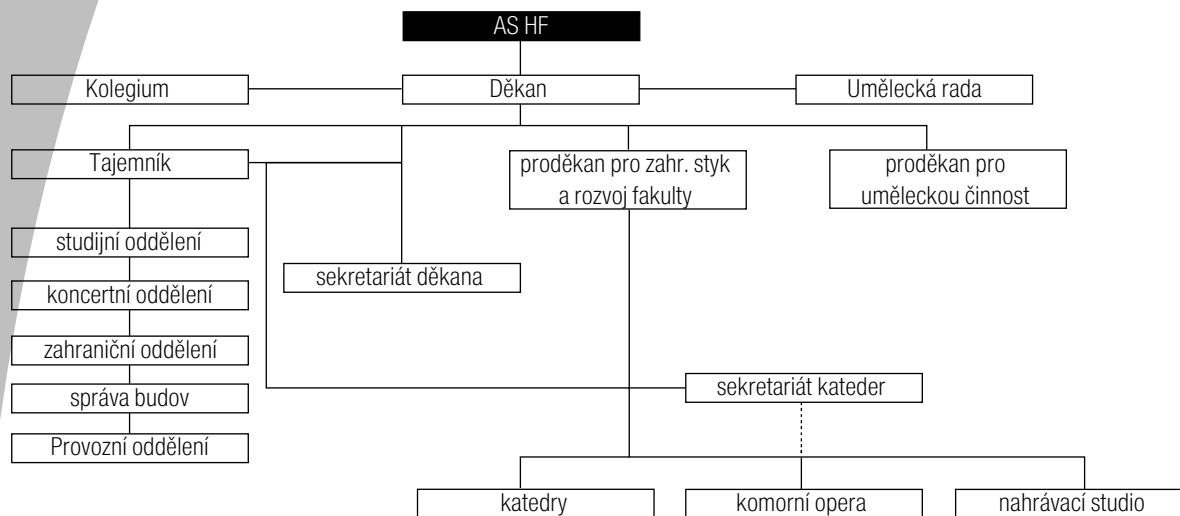 AS HF
Kolegium
Děkan
Umělecká rada
Tajemník
proděkan pro zahr. styk
a rozvoj fakulty
proděkan pro
uměleckou činnost
studijní oddělení
sekretariát děkana
koncertní oddělení
zahraniční oddělení
správa budov
sekretariát kateder
Provozní oddělení
katedry
komorní opera
nahrávací studio